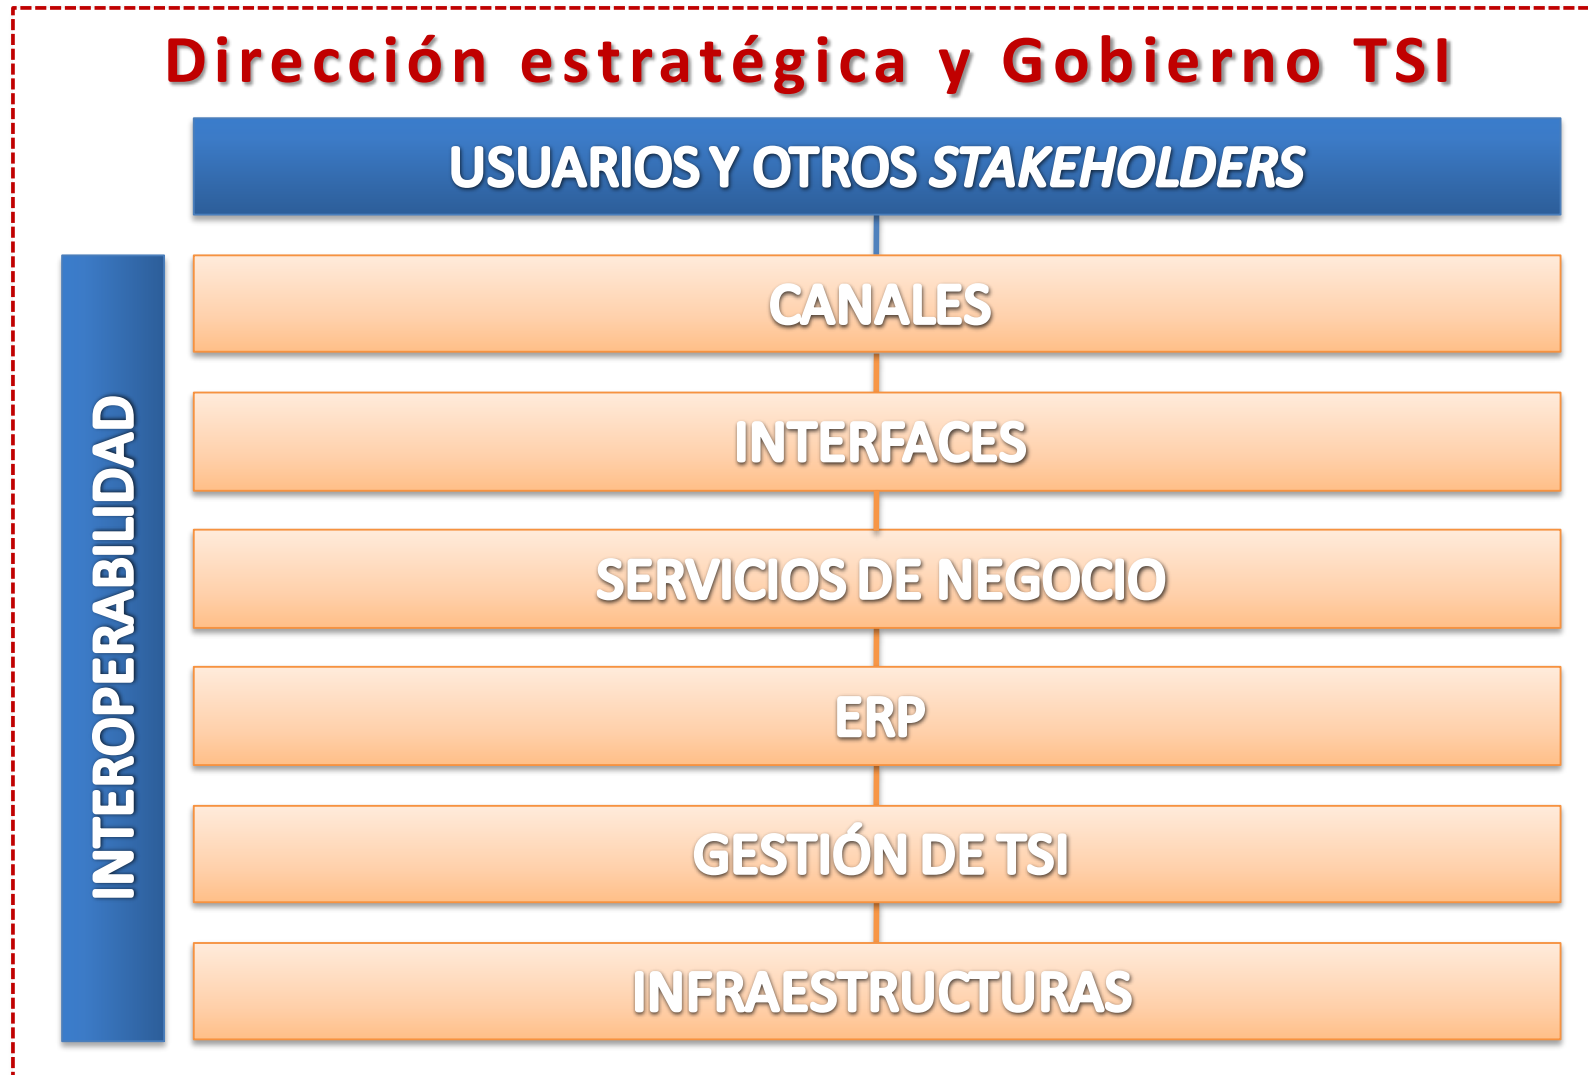 Dirección estratégica y Gobierno TSI
USUARIOS Y OTROS STAKEHOLDERS
INTEROPERABILIDAD
CANALES
INTERFACES
SERVICIOS DE NEGOCIO
ERP
GESTIÓN DE TSI
INFRAESTRUCTURAS